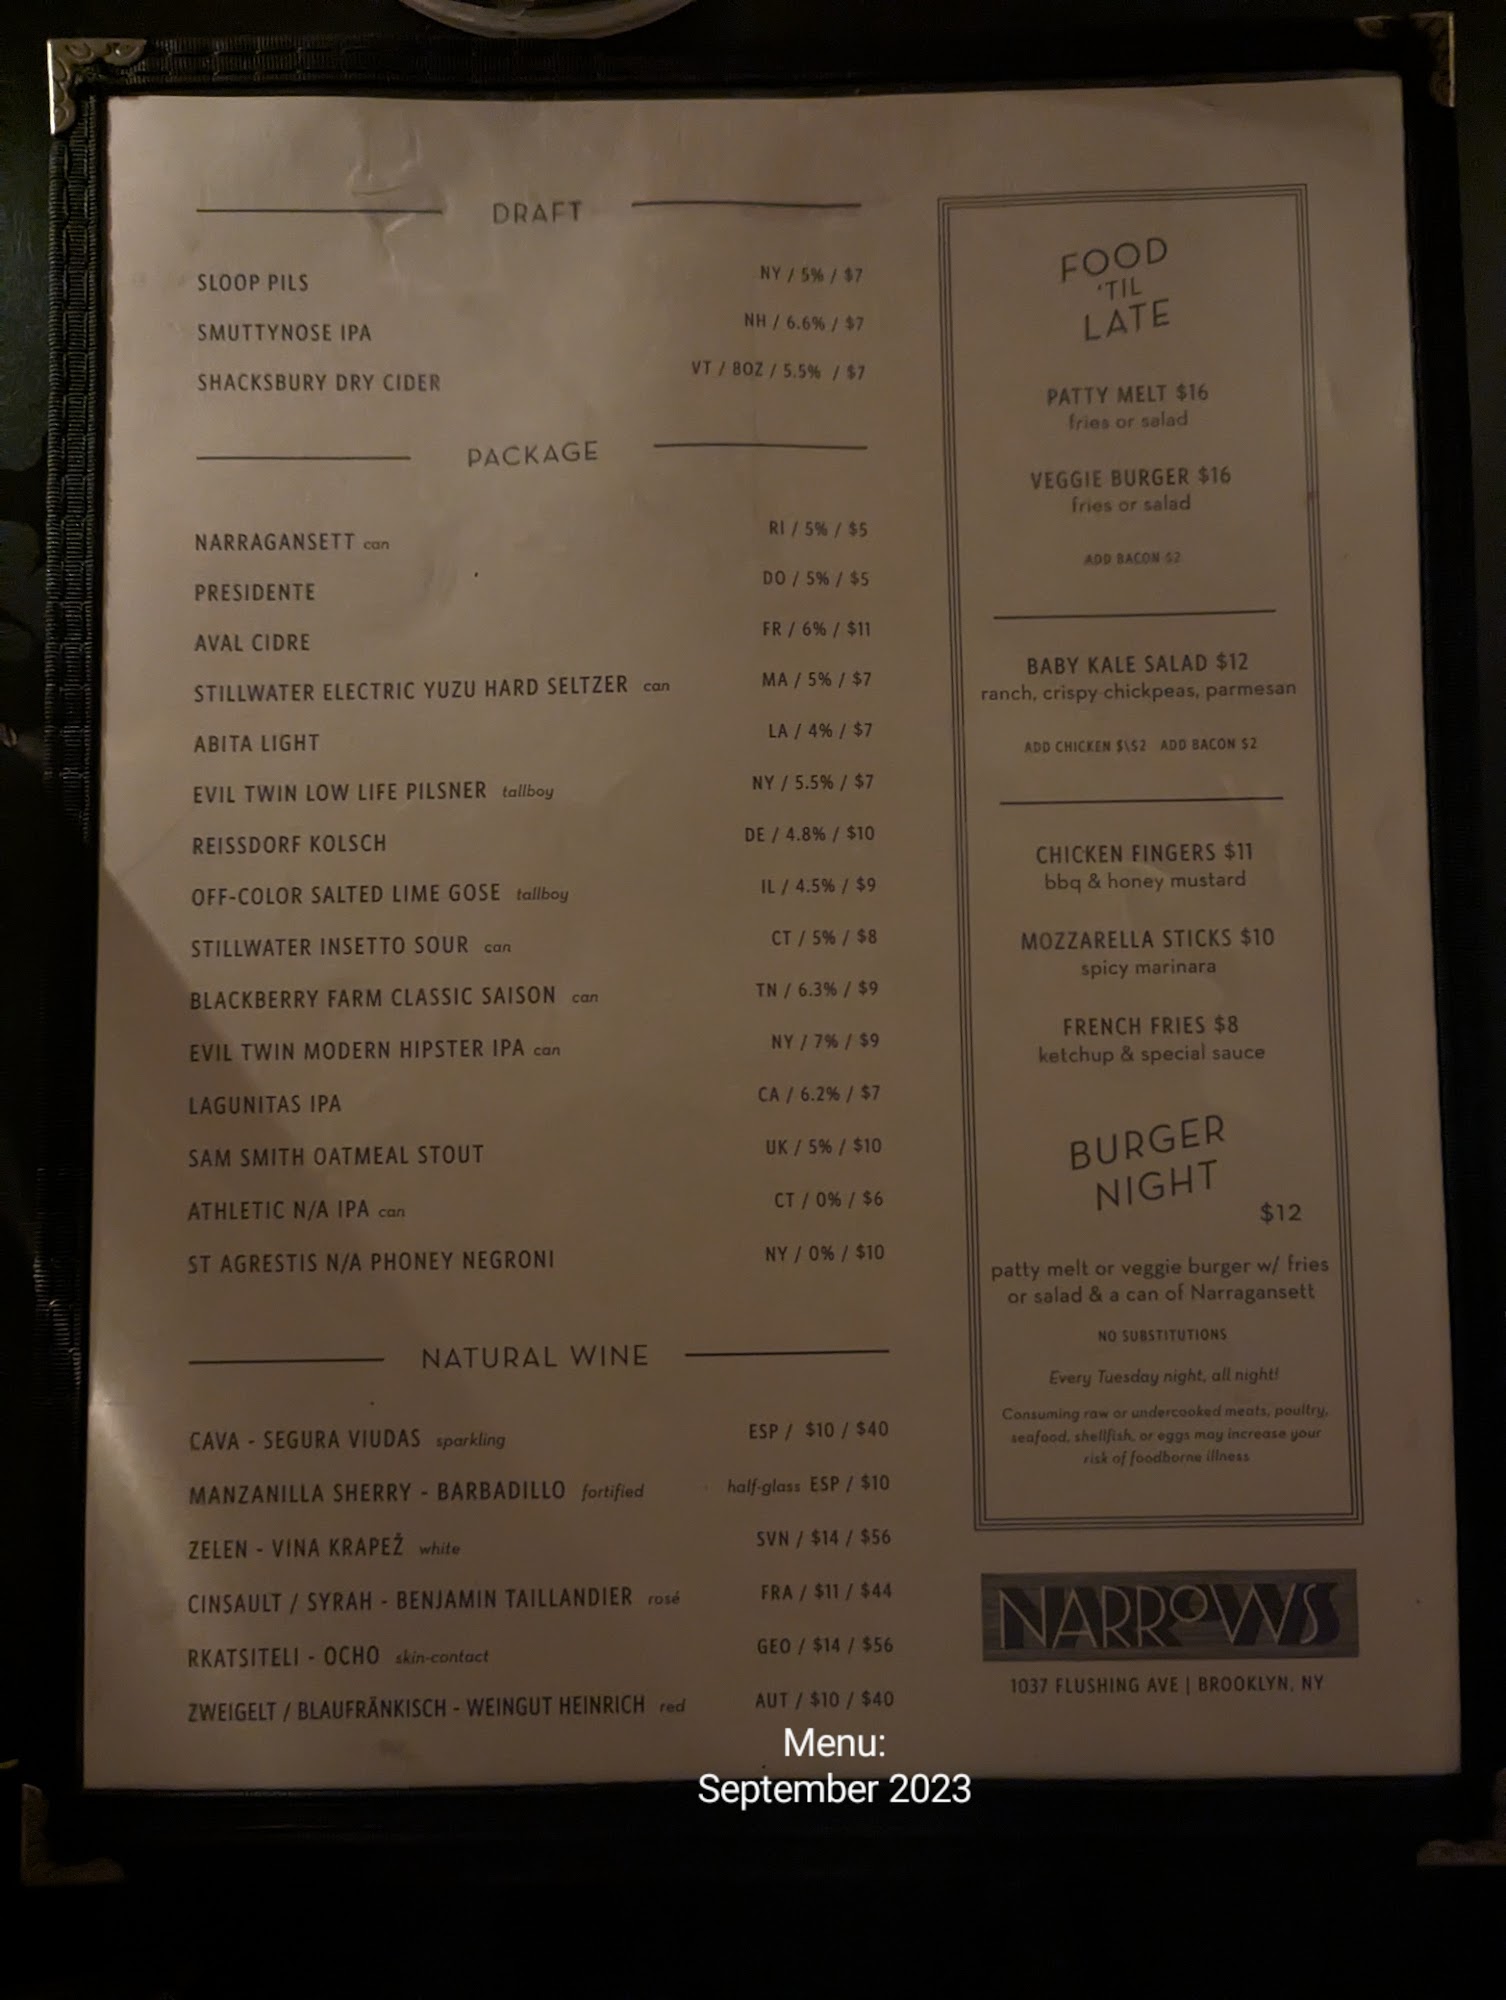 DRAFT
SLOOP PILS NY / 5% / $7
SMUTTYNOSE IPA NH / 6.6% / $7
SHACKSBURY DRY CIDER VT / 8OZ / 5.5% / $7
PACKAGE
NARRAGANSETT can RI / 5% / $5
PRESIDENTE DO / 5% / $5
AVAL CIDRE FR / 6% / $11
STILLWATER ELECTRIC YUZU HARD SELTZER can MA / 5% / $7
ABITA LIGHT LA / 4% / $7
EVIL TWIN LOW LIFE PILSNER tallboy NY / 5.5% / $7
REISSDORF KOLSCH DE / 4.8% / $10
OFF-COLOR SALTED LIME GOSE tallboy IL / 4.5% / $9
STILLWATER INSETTO SOUR can CT / 5% / $8
BLACKBERRY FARM CLASSIC SAISON can TN / 6.3% / $9
EVIL TWIN MODERN HIPSTER IPA can NY / 7% / $9
LAGUNITAS IPA CA / 6.2% / $7
SAM SMITH OATMEAL STOUT UK / 5% / $10
ATHLETIC N/A IPA can CT / 0% / $6
ST AGRESTIS N/A PHONEY NEGRONI NY / 0% / $10
NATURAL WINE
CAVA - SEGURA VIUDAS sparkling ESP / $10 / $40
MANZANILLA SHERRY - BARBADILLO fortified half-glass ESP / $10
ZELEN - VINA KRAPEŽ white SVN / $14 / $56
CINSAULT / SYRAH - BENJAMIN TAILLANDIER rosé FRA / $11 / $44
RKATSITELI - OCHO skin-contact GEO / $14 / $56
ZWEIGELT / BLAUFRÄNKISCH - WEINGUT HEINRICH red AUT / $10 / $40
FOOD
'TIL
LATE
PATTY MELT $16
fries or salad
VEGGIE BURGER $16
fries or salad
ADD BACON $2
BABY KALE SALAD $12
ranch, crispy chickpeas, parmesan
ADD CHICKEN $\$2 ADD BACON $2
CHICKEN FINGERS $11
bbq & honey mustard
MOZZARELLA STICKS $10
spicy marinara
FRENCH FRIES $8
ketchup & special sauce
BURGER
NIGHT
$12
patty melt or veggie burger w/ fries
or salad & a can of Narragansett
NO SUBSTITUTIONS
Every Tuesday night, all night!
Consuming raw or undercooked meats, poultry,
seafood, shellfish, or eggs may increase your
risk of foodborne illness
NARROWS
1037 FLUSHING AVE | BROOKLYN, NY
Menu:
September 2023